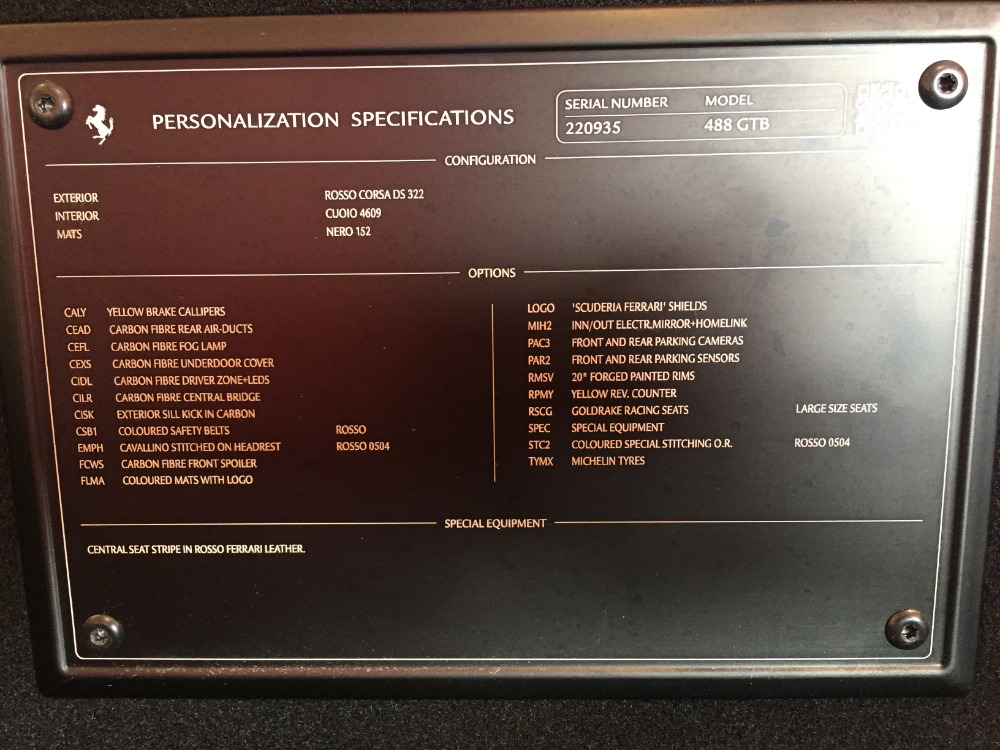 PERSONALIZATION SPECIFICATIONS
SERIAL NUMBER MODEL
220935 488 GTB
CONFIGURATION
EXTERIOR ROSSO CORSA DS 322
INTERIOR CUOIO 4609
MATS NERO 152
OPTIONS
CALY YELLOW BRAKE CALLIPERS
CEAD CARBON FIBRE REAR AIR-DUCTS
CEFL CARBON FIBRE FOG LAMP
CEXS CARBON FIBRE UNDERDOOR COVER
CIDL CARBON FIBRE DRIVER ZONE+LEDS
CILR CARBON FIBRE CENTRAL BRIDGE
CISK EXTERIOR SILL KICK IN CARBON
CSB1 COLOURED SAFETY BELTS ROSSO
EMPH CAVALLINO STITCHED ON HEADREST ROSSO 0504
FCWS CARBON FIBRE FRONT SPOILER
FLMA COLOURED MATS WITH LOGO
LOGO 'SCUDERIA FERRARI' SHIELDS
MIH2 INN/OUT ELECTR.MIRROR+HOMELINK
PAC3 FRONT AND REAR PARKING CAMERAS
PAR2 FRONT AND REAR PARKING SENSORS
RMSV 20" FORGED PAINTED RIMS
RPMY YELLOW REV. COUNTER
RSCG GOLDRAKE RACING SEATS LARGE SIZE SEATS
SPEC SPECIAL EQUIPMENT
STC2 COLOURED SPECIAL STITCHING O.R. ROSSO 0504
TYMX MICHELIN TYRES
SPECIAL EQUIPMENT
CENTRAL SEAT STRIPE IN ROSSO FERRARI LEATHER.